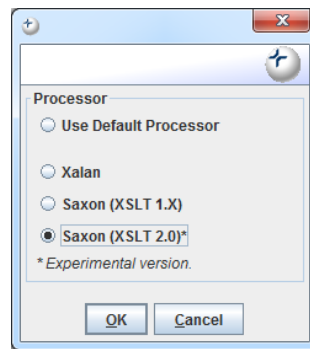 Processor
Use Default Processor
Xalan
Saxon (XSLT 1.X)
Saxon (XSLT 2.0)*
* Experimental version.
OK Cancel